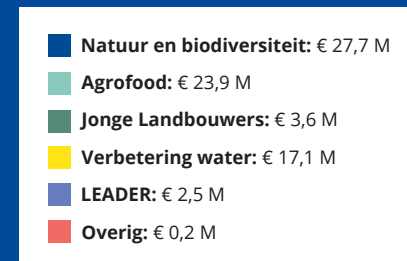 Natuur en biodiversiteit: € 27,7 M
Agrofood: € 23,9 M
Jonge Landbouwers: € 3,6 M
Verbetering water: € 17,1 M
LEADER: € 2,5 M
Overig: € 0,2 M